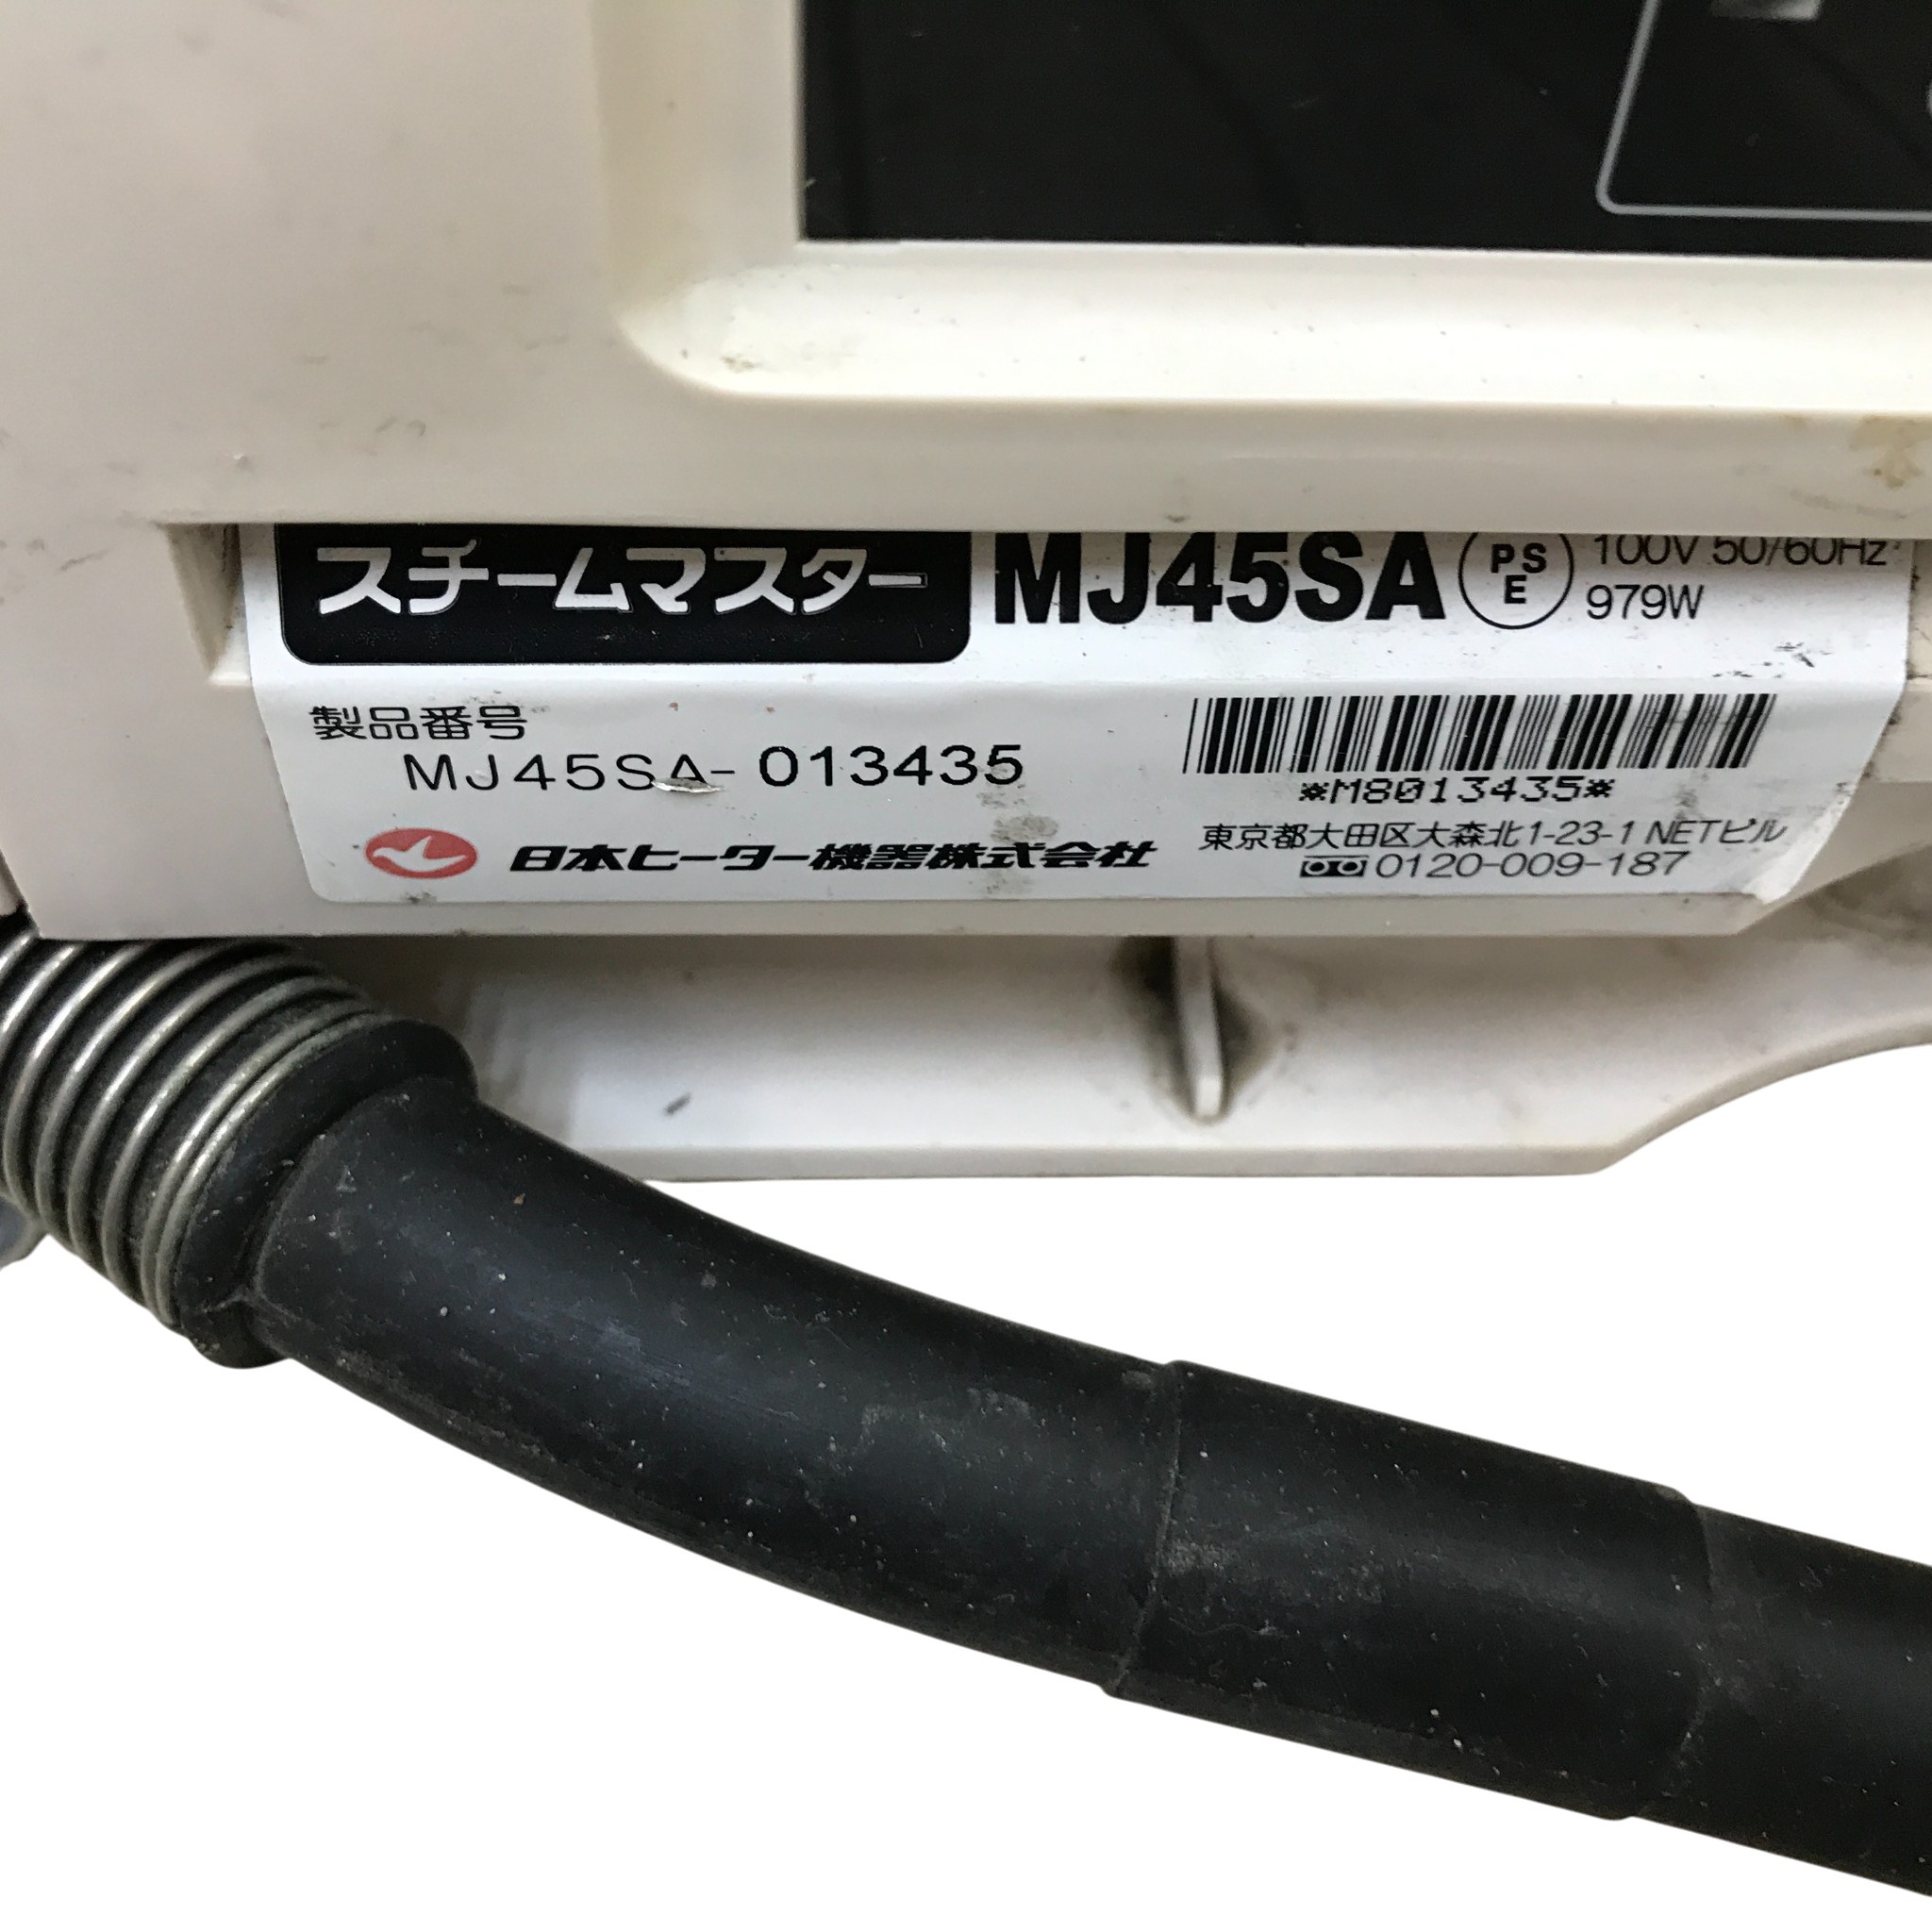 スチームマスター MJ45SA PSE 100V 50/60Hz
979W
製品番号
MJ45SA-013435
*M8013435*
日本ヒーター機器株式会社
東京都大田区大森北1-23-1 NETビル
0120-009-187